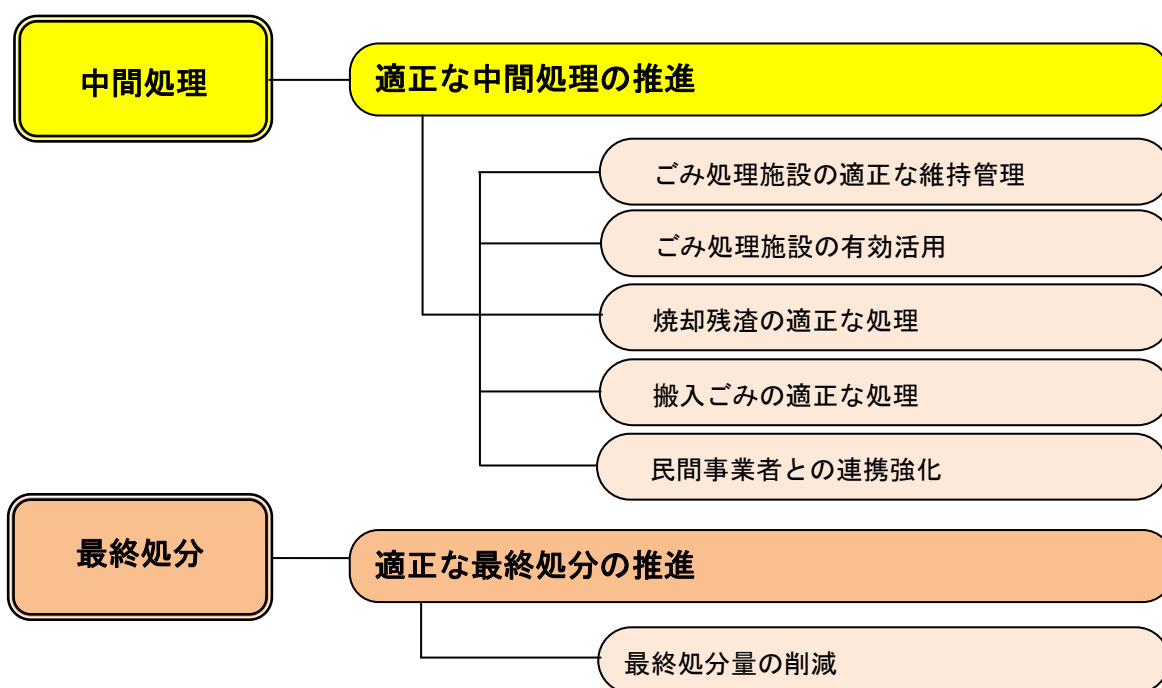 中間処理
適正な中間処理の推進
ごみ処理施設の適正な維持管理
ごみ処理施設の有効活用
焼却残渣の適正な処理
搬入ごみの適正な処理
民間事業者との連携強化
最終処分
適正な最終処分の推進
最終処分量の削減